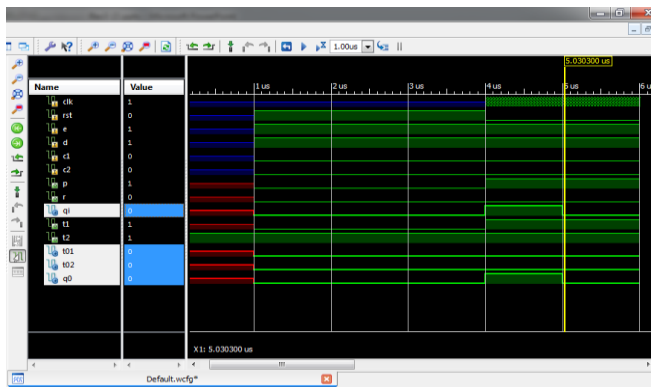 1.00us
5.030300 us
Name Value
1 us 2 us 3 us 4 us 5 us 6 u
clk 1
rst 0
e 1
d 1
c1 0
c2 0
p 1
r 0
qi 0
t1 1
t2 1
t01 0
t02 0
q0 0
X1: 5.030300 us
Default.wcfg*